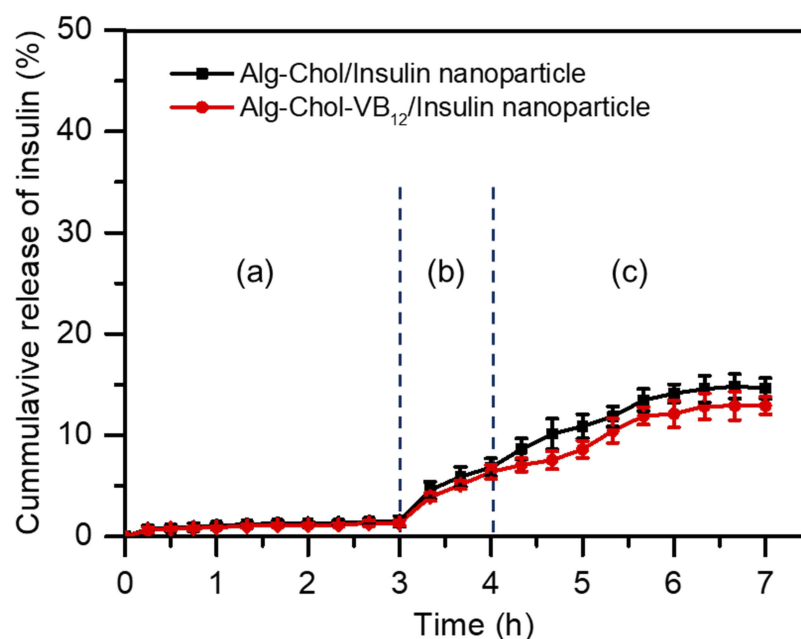 Cummulavive release of insulin (%)
50
40
30
20
10
0
Alg-Chol/Insulin nanoparticle
Alg-Chol-VB₁₂/Insulin nanoparticle
(a)
(b)
(c)
0 1 2 3 4 5 6 7
Time (h)